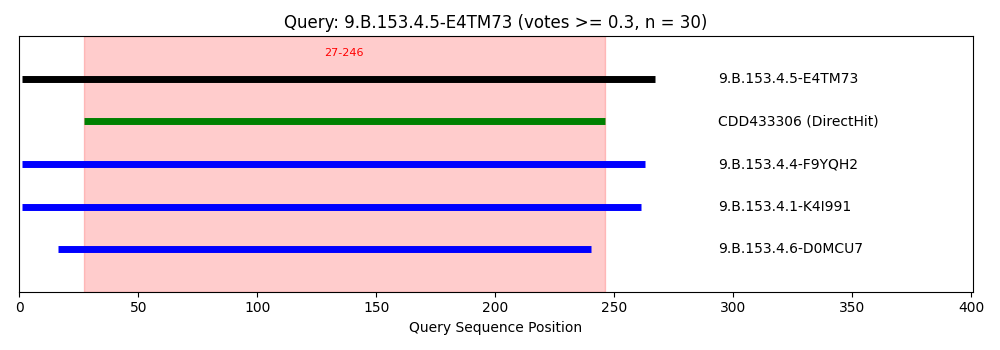 Query: 9.B.153.4.5-E4TM73 (votes >= 0.3, n = 30)
27-246
9.B.153.4.5-E4TM73
CDD433306 (DirectHit)
9.B.153.4.4-F9YQH2
9.B.153.4.1-K4I991
9.B.153.4.6-D0MCU7
0 50 100 150 200 250 300 350 400
Query Sequence Position